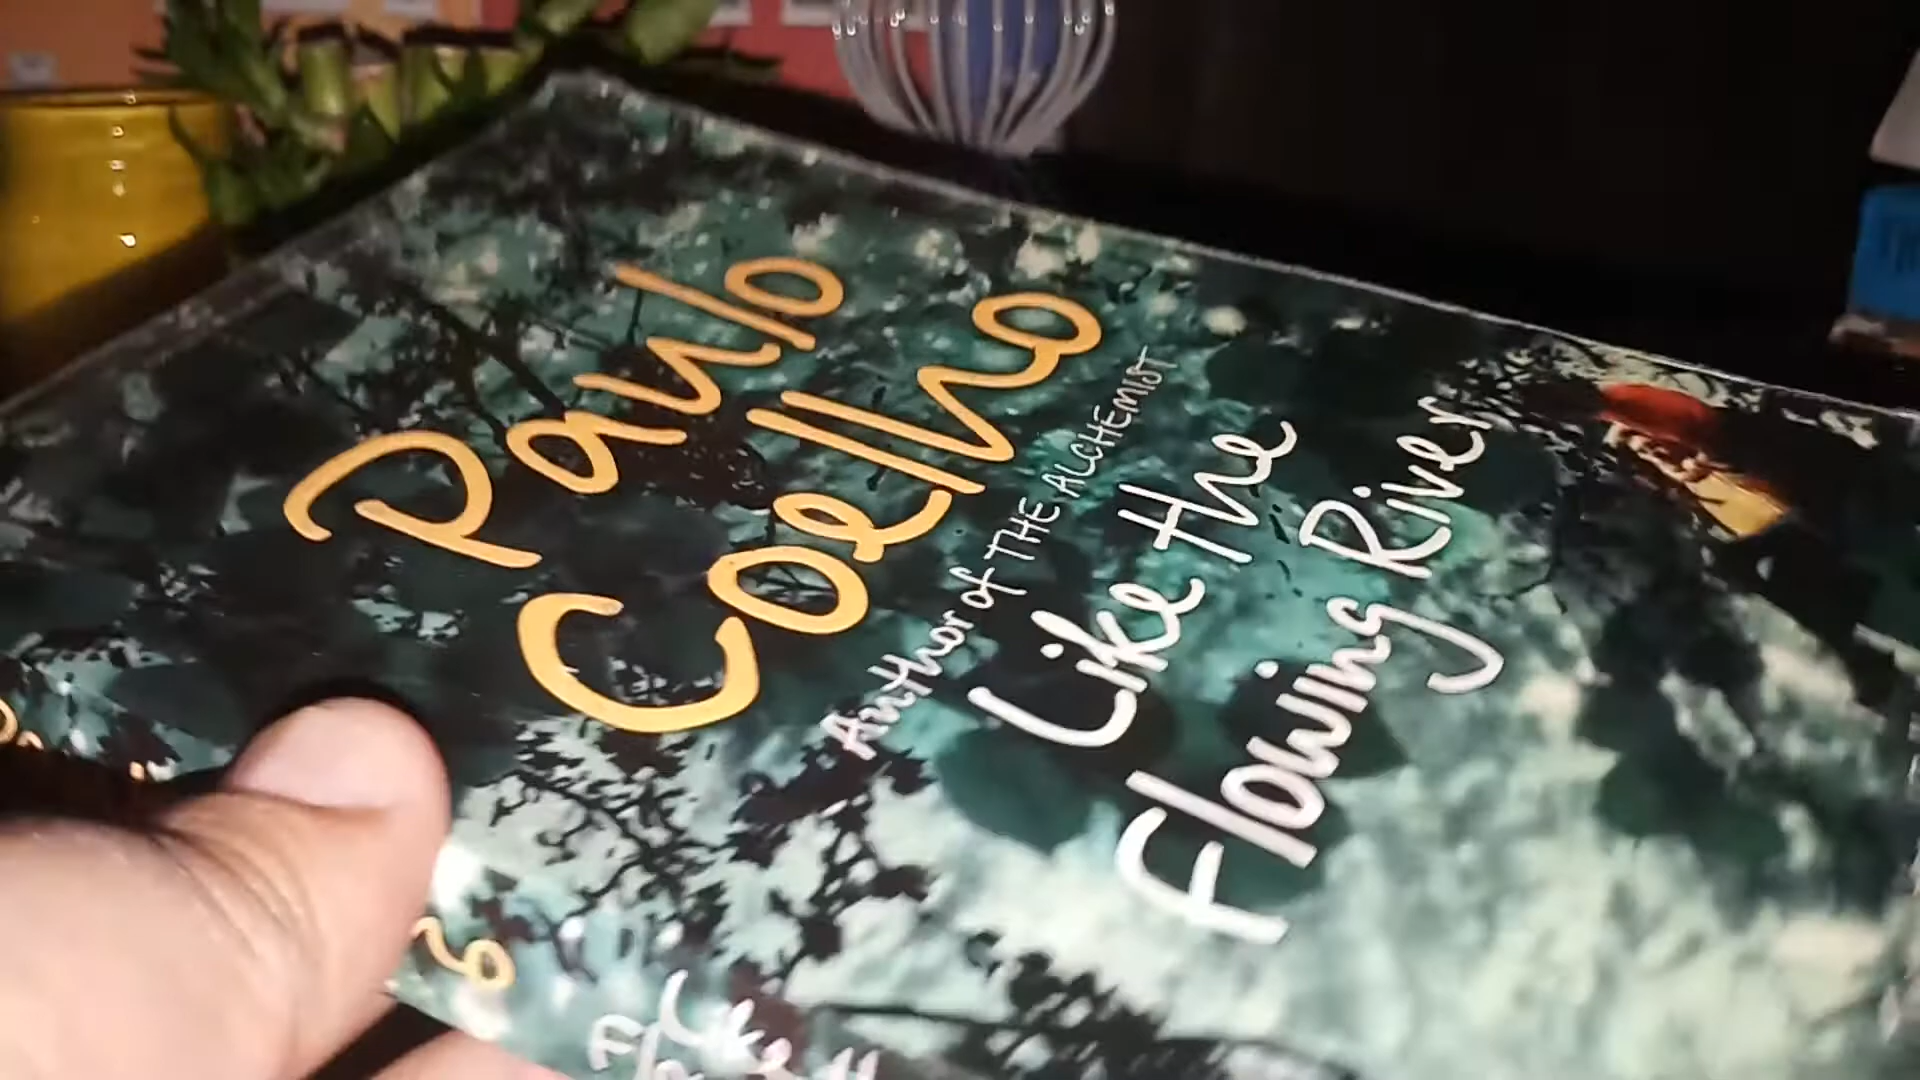 Paulo
Coelho
Author of THE ALCHEMIST
Like the
Flowing River